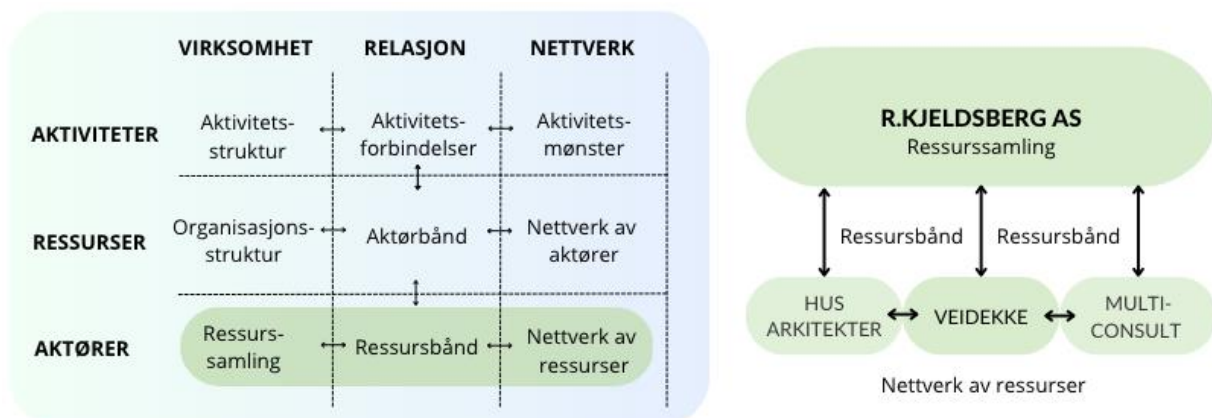 VIRKSOMHET RELASJON NETTVERK
AKTIVITETER
Aktivitets-
struktur
Aktivitets-
forbindelser
Aktivitets-
mønster
RESSURSER
Organisasjons-
struktur
Aktørbånd
Nettverk av
aktører
AKTØRER
Ressurs-
samling
Ressursbånd
Nettverk av
ressurser
R.KJELDSBERG AS
Ressurssamling
Ressursbånd Ressursbånd
HUS
ARKITEKTER
VEIDEKKE
MULTI-
CONSULT
Nettverk av ressurser